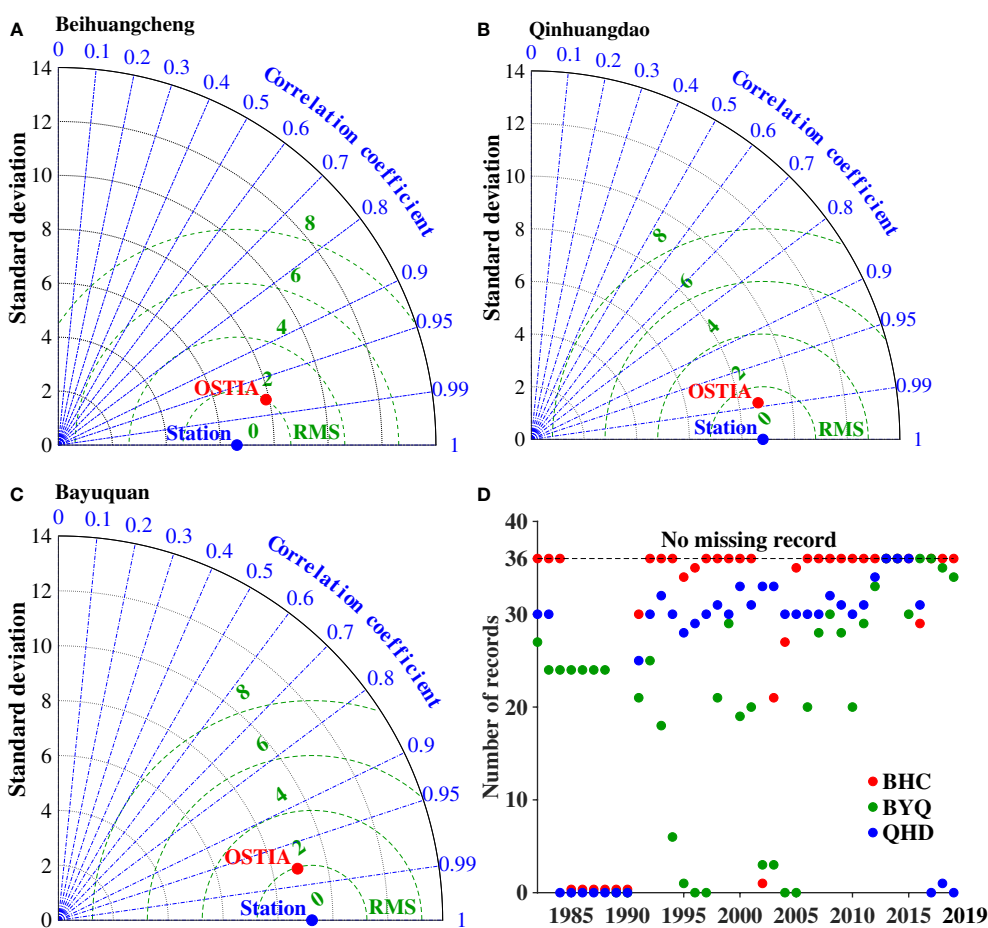 A
Beihuangcheng
0 0.1 0.2 0.3 0.4 0.5 0.6 0.7 0.8 0.9 0.95 0.99 1
Correlation coefficient
Standard deviation
14
12
10
8
6
4
2
0
8
6
4
2
0
RMS
OSTIA
Station
B
Qinhuangdao
0 0.1 0.2 0.3 0.4 0.5 0.6 0.7 0.8 0.9 0.95 0.99 1
Correlation coefficient
Standard deviation
14
12
10
8
6
4
2
0
8
6
4
2
0
RMS
OSTIA
Station
C
Bayuquan
0 0.1 0.2 0.3 0.4 0.5 0.6 0.7 0.8 0.9 0.95 0.99 1
Correlation coefficient
Standard deviation
14
12
10
8
6
4
2
0
8
6
4
2
0
RMS
OSTIA
Station
D
40
36
30
20
10
0
Number of records
No missing record
BHC
BYQ
QHD
1985 1990 1995 2000 2005 2010 2015 2019